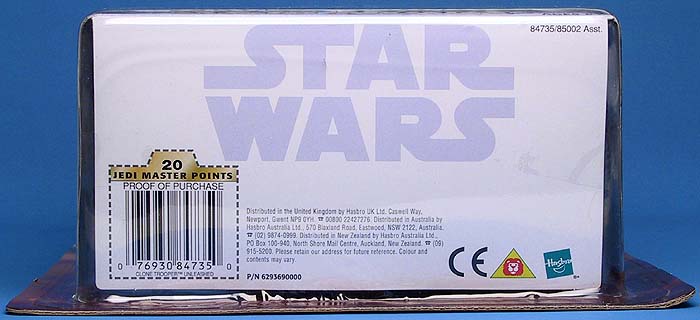 84735/85002 Asst.
STAR
WARS
20
JEDI MASTER POINTS
PROOF OF PURCHASE
0 76930 84735 0
CLONE TROOPER™ UNLEASHED
Distributed in the United Kingdom by Hasbro UK Ltd, Caswell Way,
Newport, Gwent NP9 0YH. ☎ 00800 22427276. Distributed in Australia by
Hasbro Australia Ltd., 570 Blaxland Road, Eastwood, NSW 2122, Australia.
☎ (02) 9874-0999. Distributed in New Zealand by Hasbro Australia Ltd.,
PO Box 100-940, North Shore Mail Centre, Auckland, New Zealand. ☎ (09)
915-5200. Please retain our address for future reference. Colour and
contents may vary.
P/N 6293690000
CE
Hasbro
®